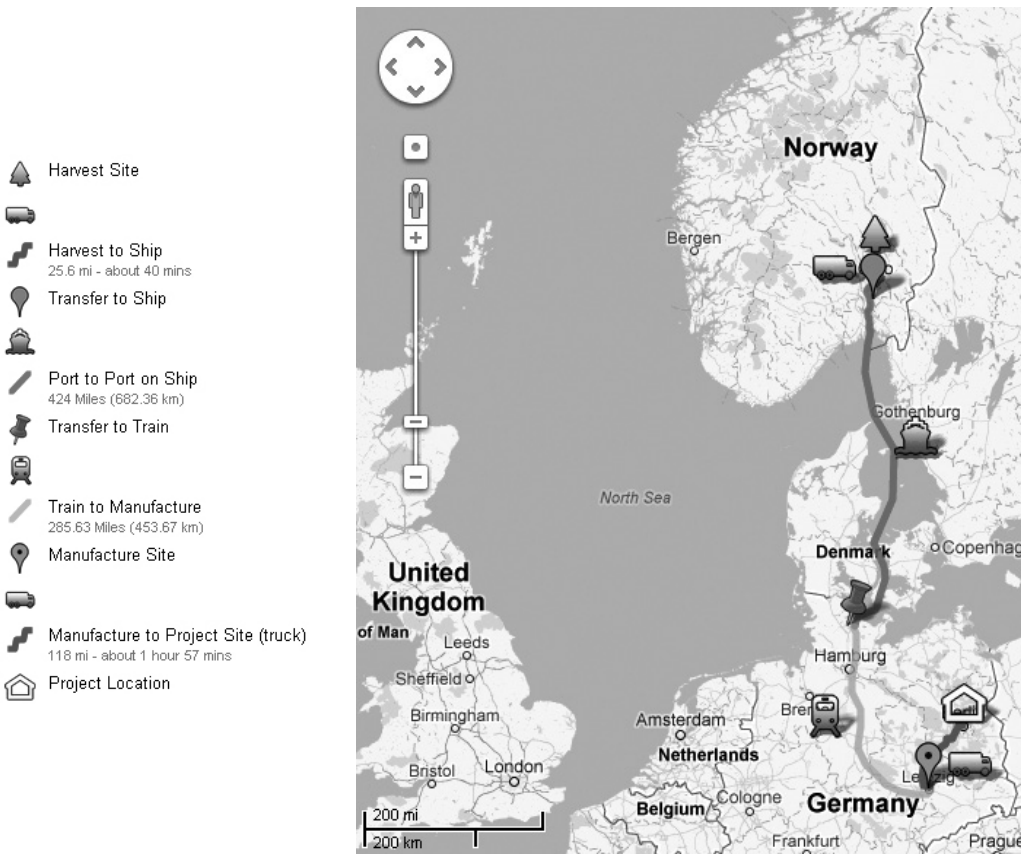 Harvest Site
Harvest to Ship
25.6 mi - about 40 mins
Transfer to Ship
Port to Port on Ship
424 Miles (682.36 km)
Transfer to Train
Train to Manufacture
285.63 Miles (453.67 km)
Manufacture Site
Manufacture to Project Site (truck)
118 mi - about 1 hour 57 mins
Project Location
Norway
Bergen
Gothenburg
North Sea
Denmark
Copenhag
United
Kingdom
of Man
Leeds
Sheffield
Hamburg
Bre
Birmingham
Amsterdam
Netherlands
Bristol
London
Leipzig
Belgium
Cologne
Germany
200 mi
200 km
Frankfurt
Prague